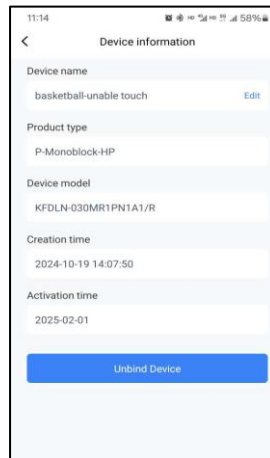 11:14 58%
Device information
Device name
basketball-unable touch Edit
Product type
P-Monoblock-HP
Device model
KFDLN-030MR1PN1A1/R
Creation time
2024-10-19 14:07:50
Activation time
2025-02-01
Unbind Device